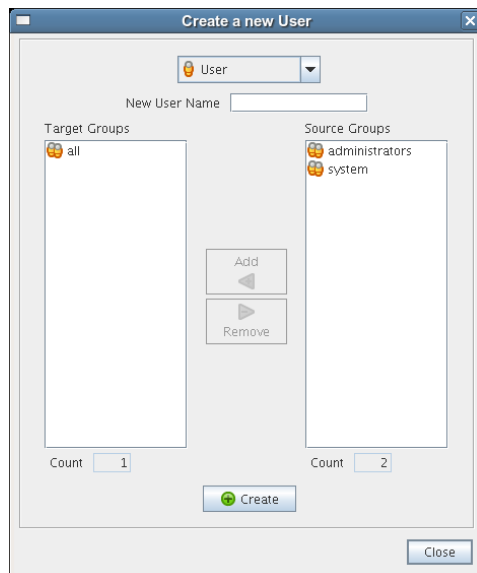 Create a new User
User
New User Name
Target Groups
Source Groups
all
administrators
system
Add
Remove
Count 1
Count 2
Create
Close